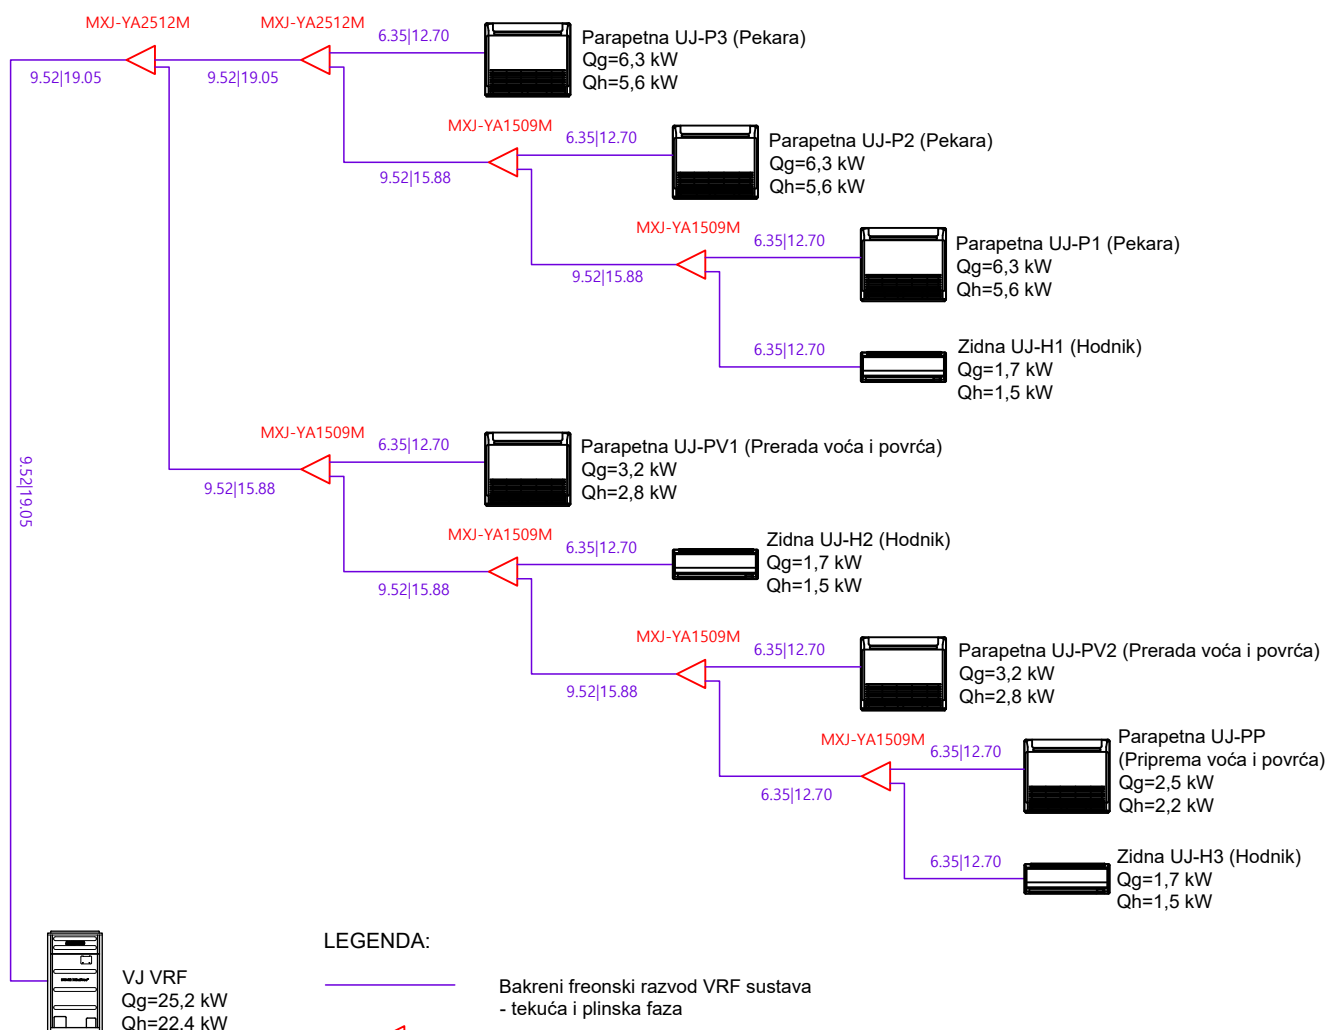 MXJ-YA2512M
MXJ-YA2512M
6.35|12.70
9.52|19.05
9.52|19.05
Parapetna UJ-P3 (Pekara)
Qg=6,3 kW
Qh=5,6 kW
MXJ-YA1509M
6.35|12.70
9.52|15.88
Parapetna UJ-P2 (Pekara)
Qg=6,3 kW
Qh=5,6 kW
MXJ-YA1509M
6.35|12.70
9.52|15.88
Parapetna UJ-P1 (Pekara)
Qg=6,3 kW
Qh=5,6 kW
6.35|12.70
Zidna UJ-H1 (Hodnik)
Qg=1,7 kW
Qh=1,5 kW
MXJ-YA1509M
6.35|12.70
9.52|15.88
Parapetna UJ-PV1 (Prerada voća i povrća)
Qg=3,2 kW
Qh=2,8 kW
9.52|19.05
MXJ-YA1509M
6.35|12.70
9.52|15.88
Zidna UJ-H2 (Hodnik)
Qg=1,7 kW
Qh=1,5 kW
MXJ-YA1509M
6.35|12.70
9.52|15.88
Parapetna UJ-PV2 (Prerada voća i povrća)
Qg=3,2 kW
Qh=2,8 kW
MXJ-YA1509M
6.35|12.70
6.35|12.70
Parapetna UJ-PP
(Priprema voća i povrća)
Qg=2,5 kW
Qh=2,2 kW
6.35|12.70
Zidna UJ-H3 (Hodnik)
Qg=1,7 kW
Qh=1,5 kW
VJ VRF
Qg=25,2 kW
Qh=22,4 kW
LEGENDA:
Bakreni freonski razvod VRF sustava
- tekuća i plinska faza